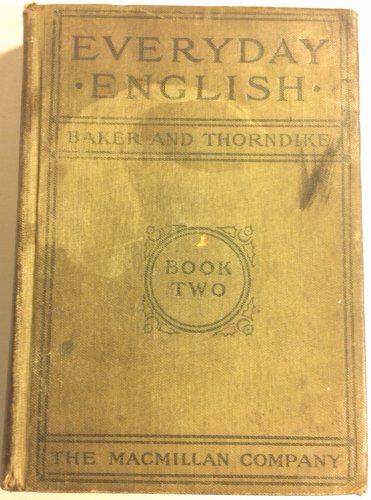 EVERYDAY
·ENGLISH·
BAKER AND THORNDIKE
BOOK
TWO
THE MACMILLAN COMPANY